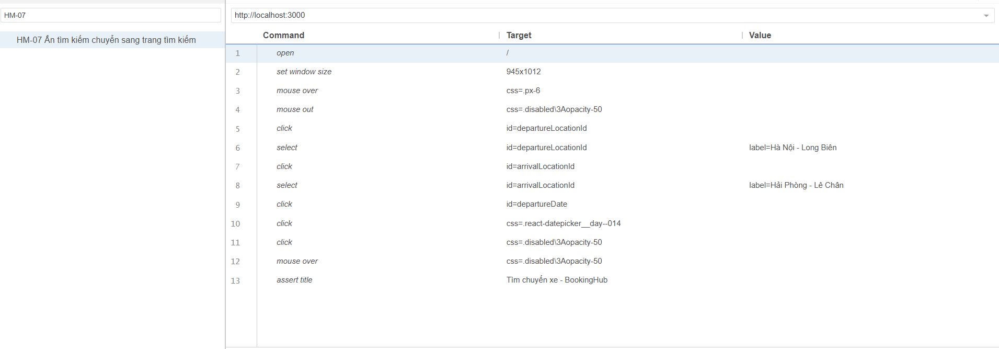 HM-07
http://localhost:3000
HM-07 Ấn tìm kiếm chuyển sang trang tìm kiếm
Command Target Value
1 open /
2 set window size 945x1012
3 mouse over css=.px-6
4 mouse out css=.disabled\3Aopacity-50
5 click id=departureLocationId
6 select id=departureLocationId label=Hà Nội - Long Biên
7 click id=arrivalLocationId
8 select id=arrivalLocationId label=Hải Phòng - Lê Chân
9 click id=departureDate
10 click css=.react-datepicker__day--014
11 click css=.disabled\3Aopacity-50
12 mouse over css=.disabled\3Aopacity-50
13 assert title Tìm chuyến xe - BookingHub